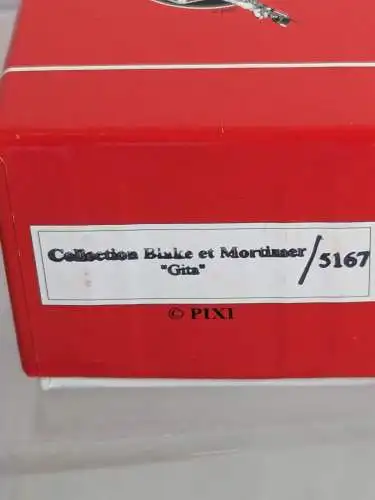 Collection Blake et Mortimer / 5167
"Gita"
© PIXI